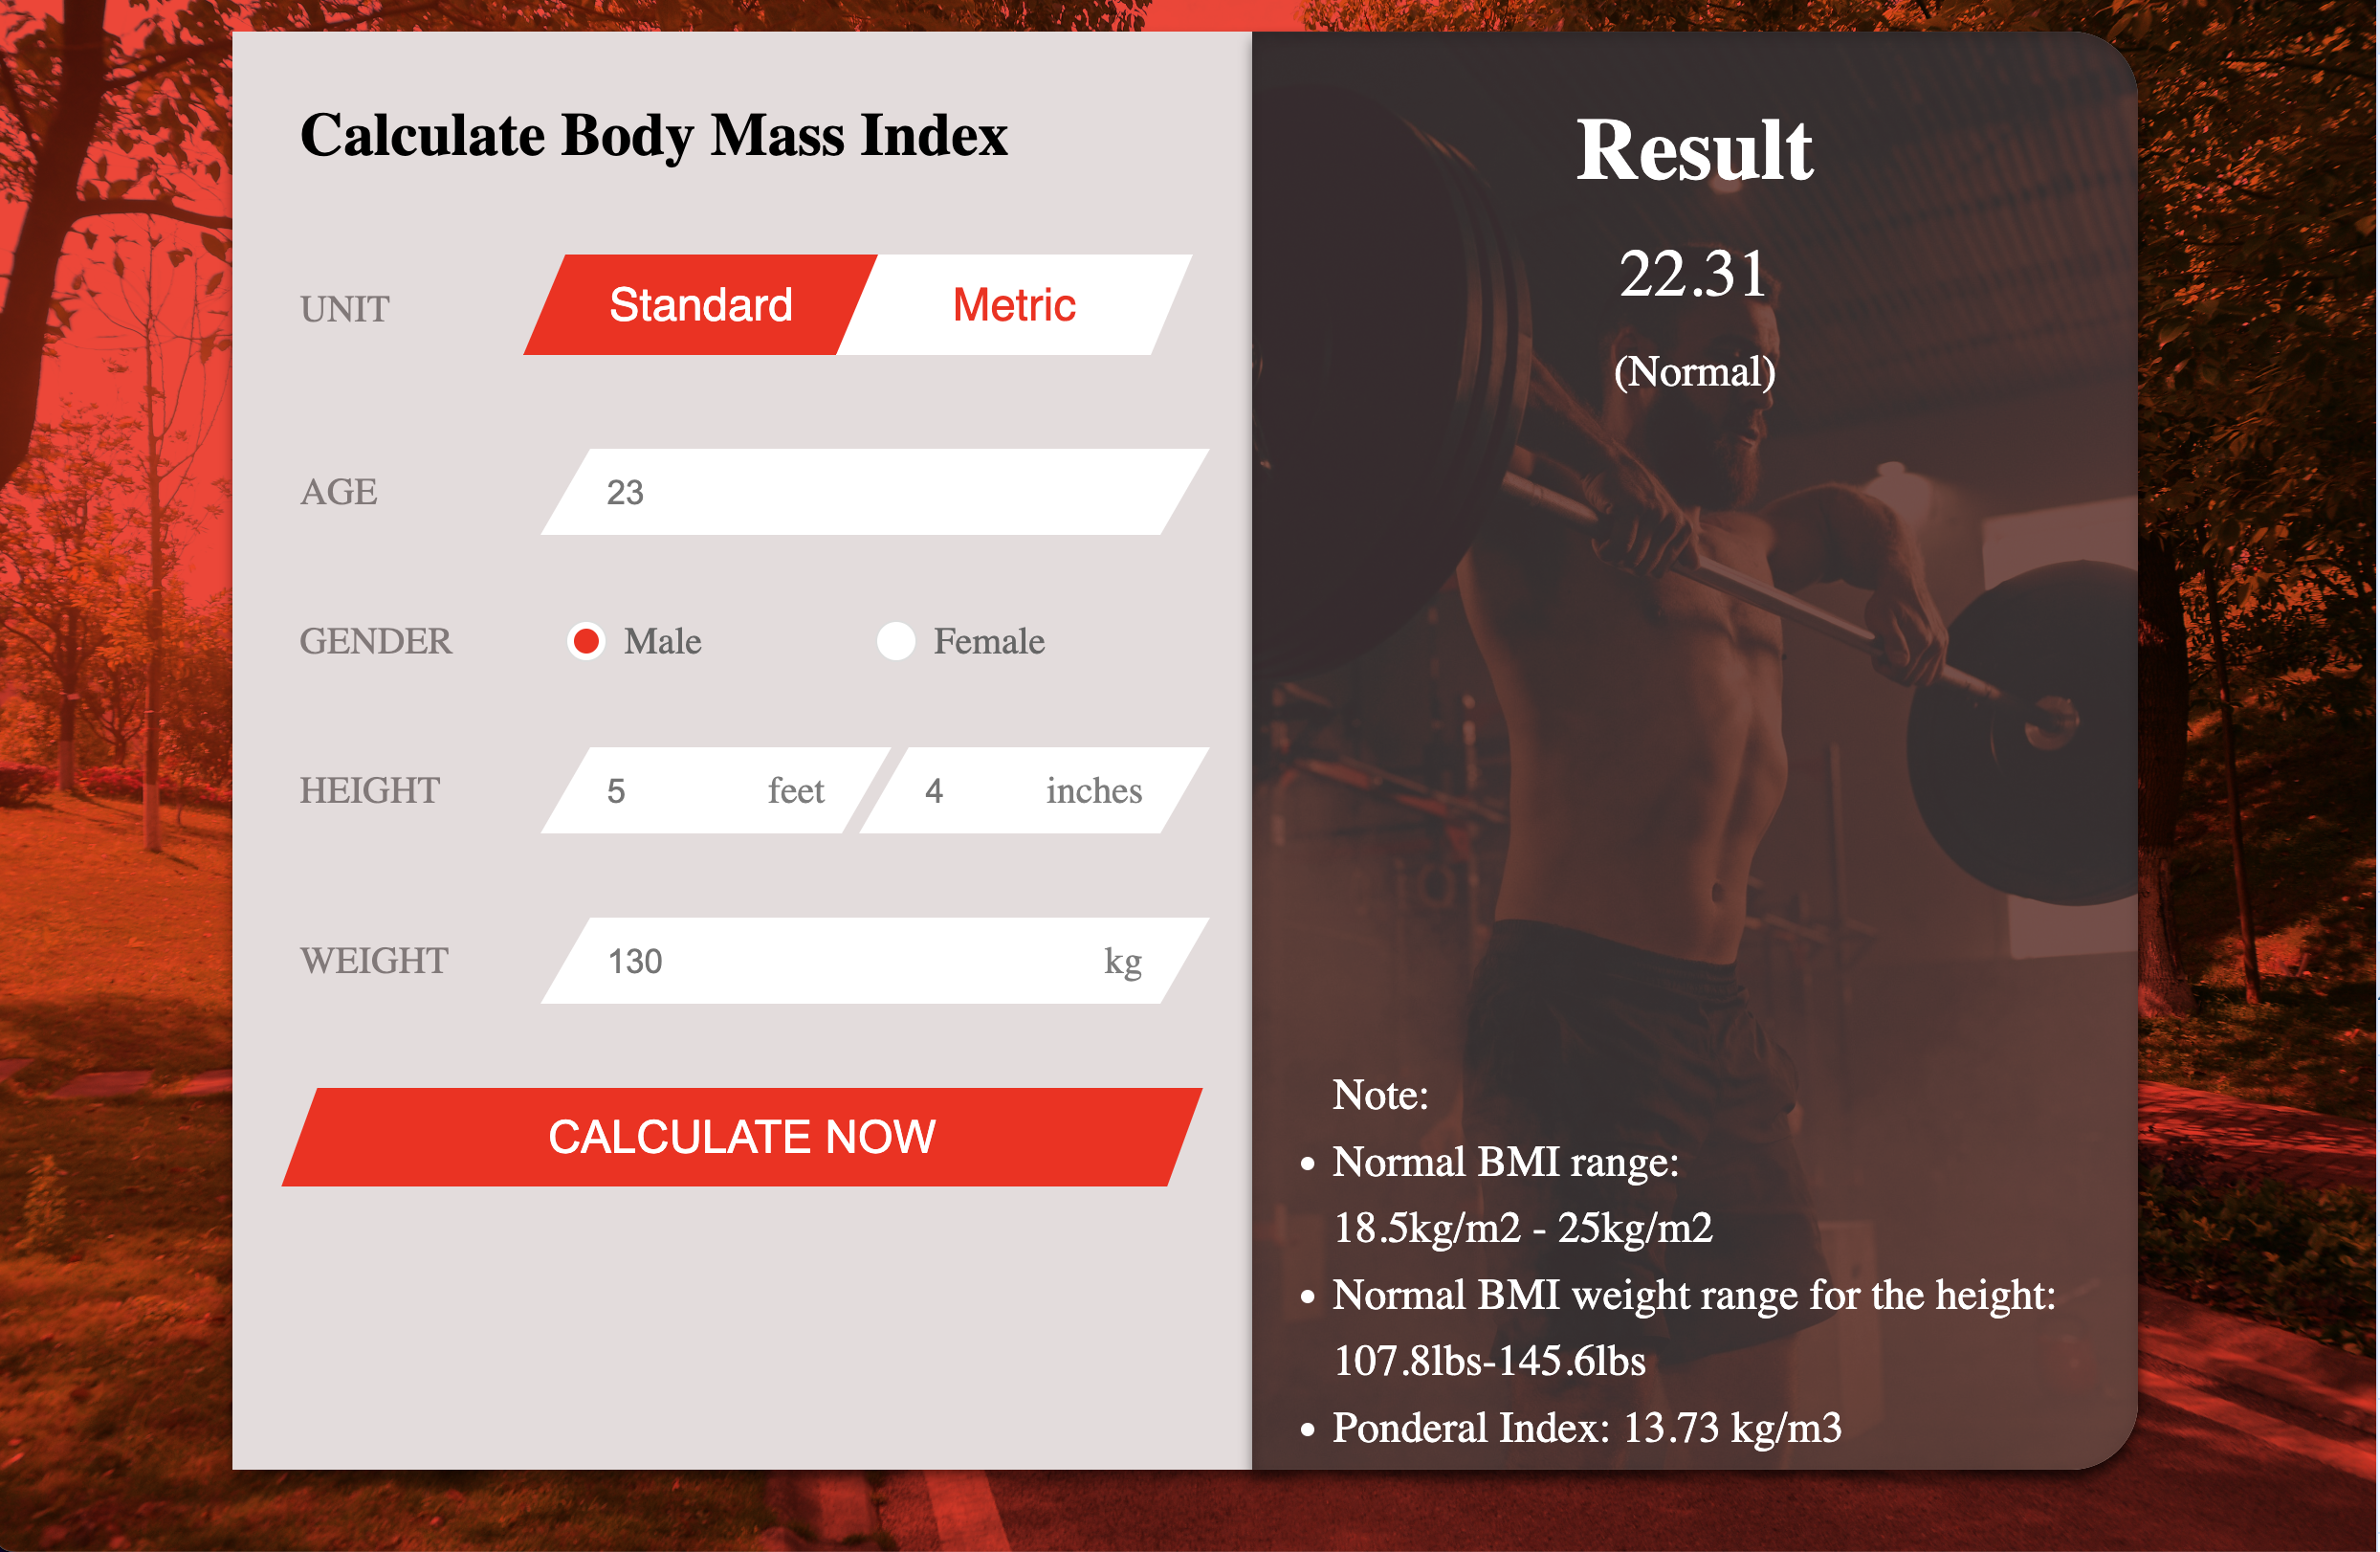 Calculate Body Mass Index
UNIT Standard Metric
AGE 23
GENDER Male Female
HEIGHT 5 feet 4 inches
WEIGHT 130 kg
CALCULATE NOW
Result
22.31
(Normal)
Note:
• Normal BMI range:
18.5kg/m2 - 25kg/m2
• Normal BMI weight range for the height:
107.8lbs-145.6lbs
• Ponderal Index: 13.73 kg/m3